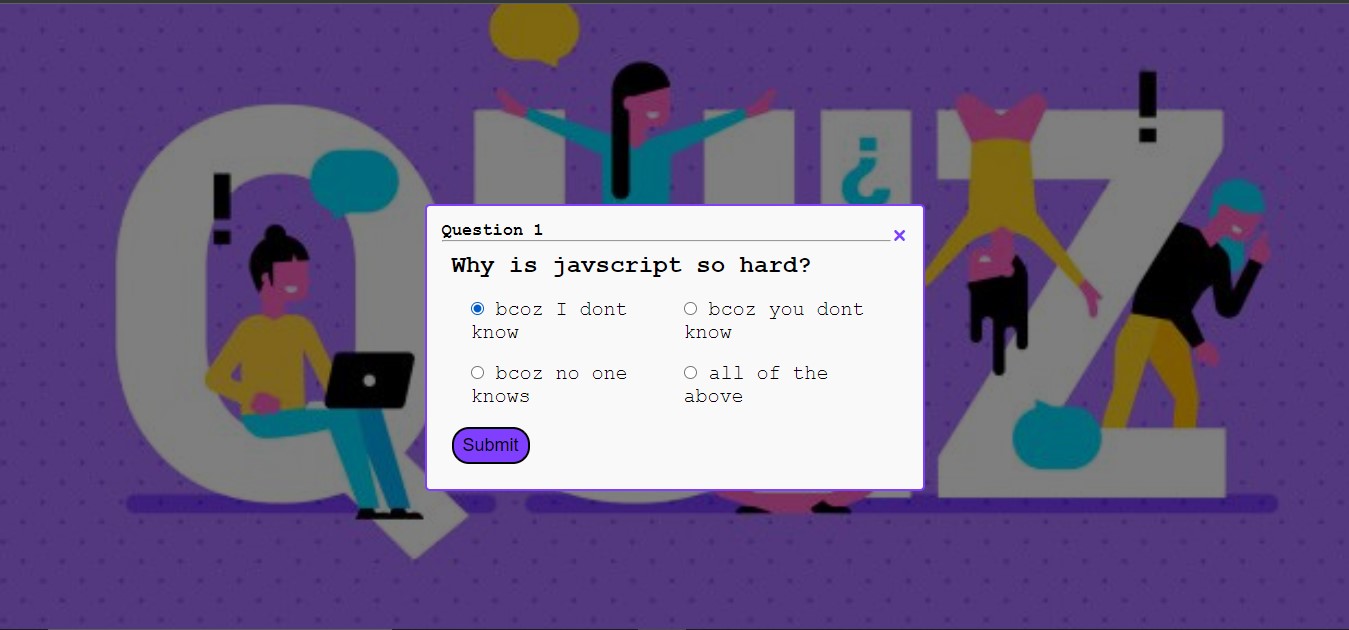 QUIZ
! ¿ !
Question 1 ×
Why is javscript so hard?
bcoz I dont know
bcoz you dont know
bcoz no one knows
all of the above
Submit